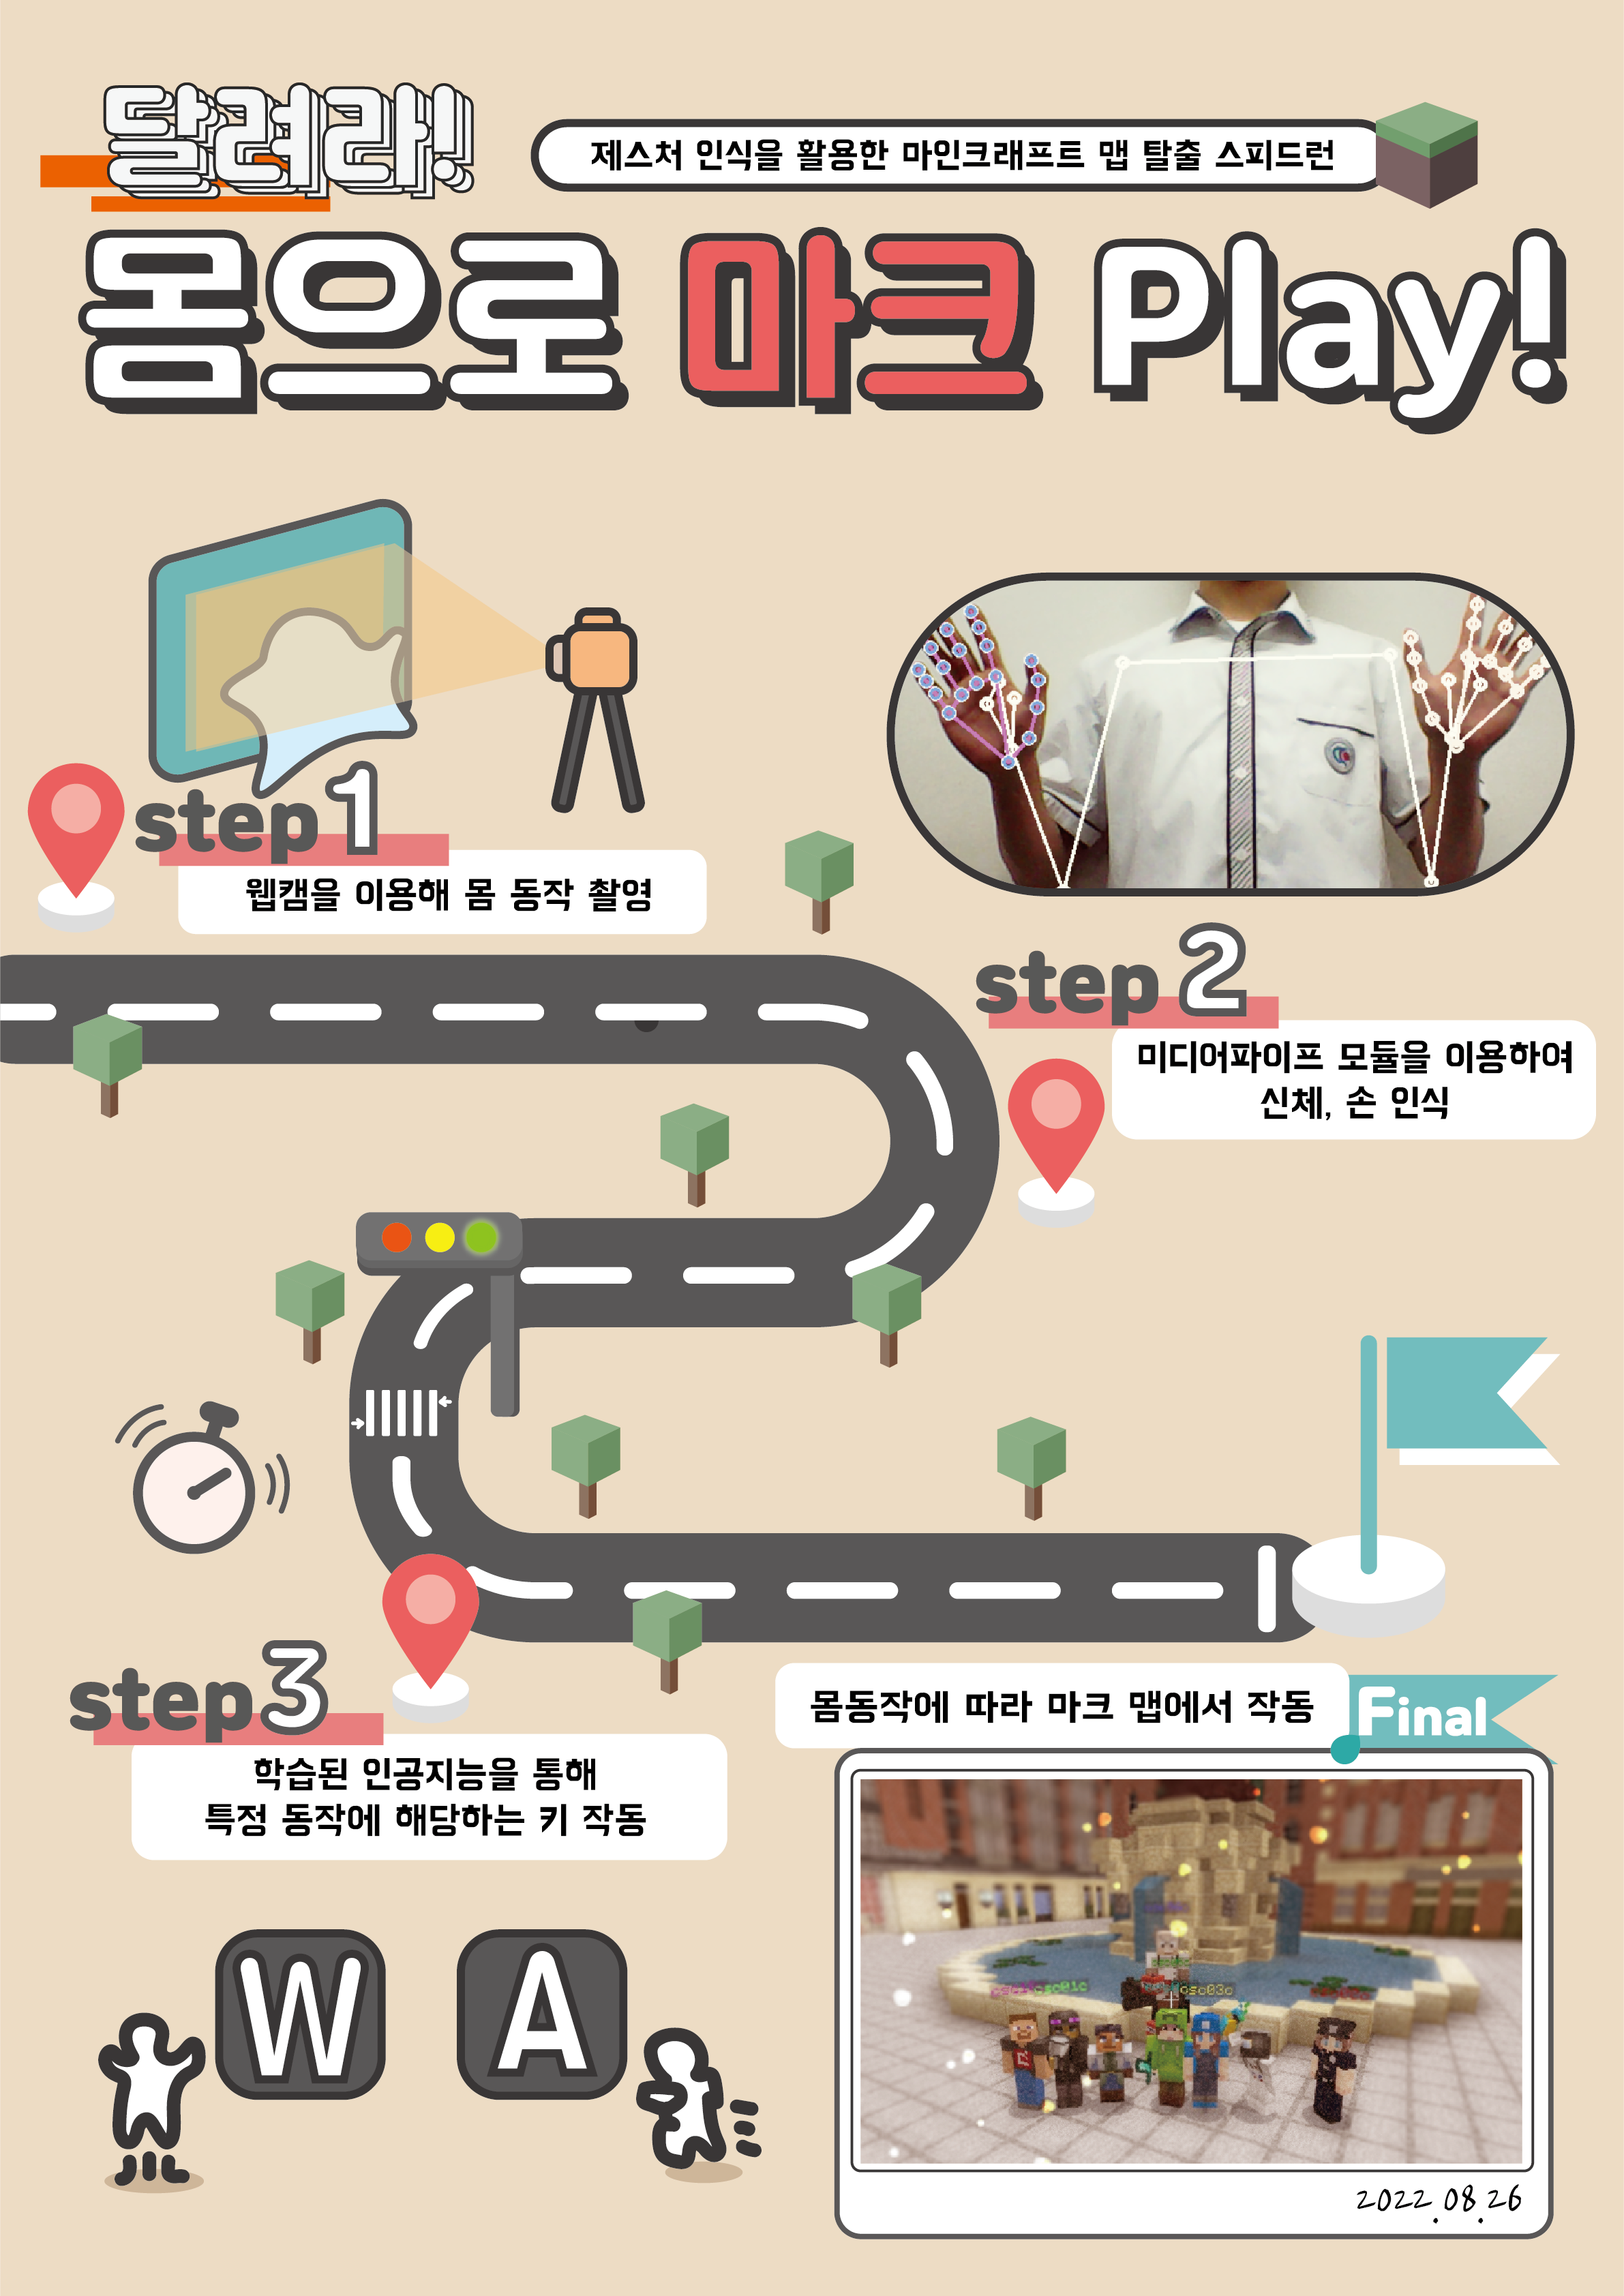 달려라!
제스처 인식을 활용한 마인크래프트 맵 탈출 스피드런
몸으로 마크 Play!
step 1
웹캠을 이용해 몸 동작 촬영
step 2
미디어파이프 모듈을 이용하여
신체, 손 인식
step 3
학습된 인공지능을 통해
특정 동작에 해당하는 키 작동
W A
몸동작에 따라 마크 맵에서 작동
Final
csc03c
2022.08.26